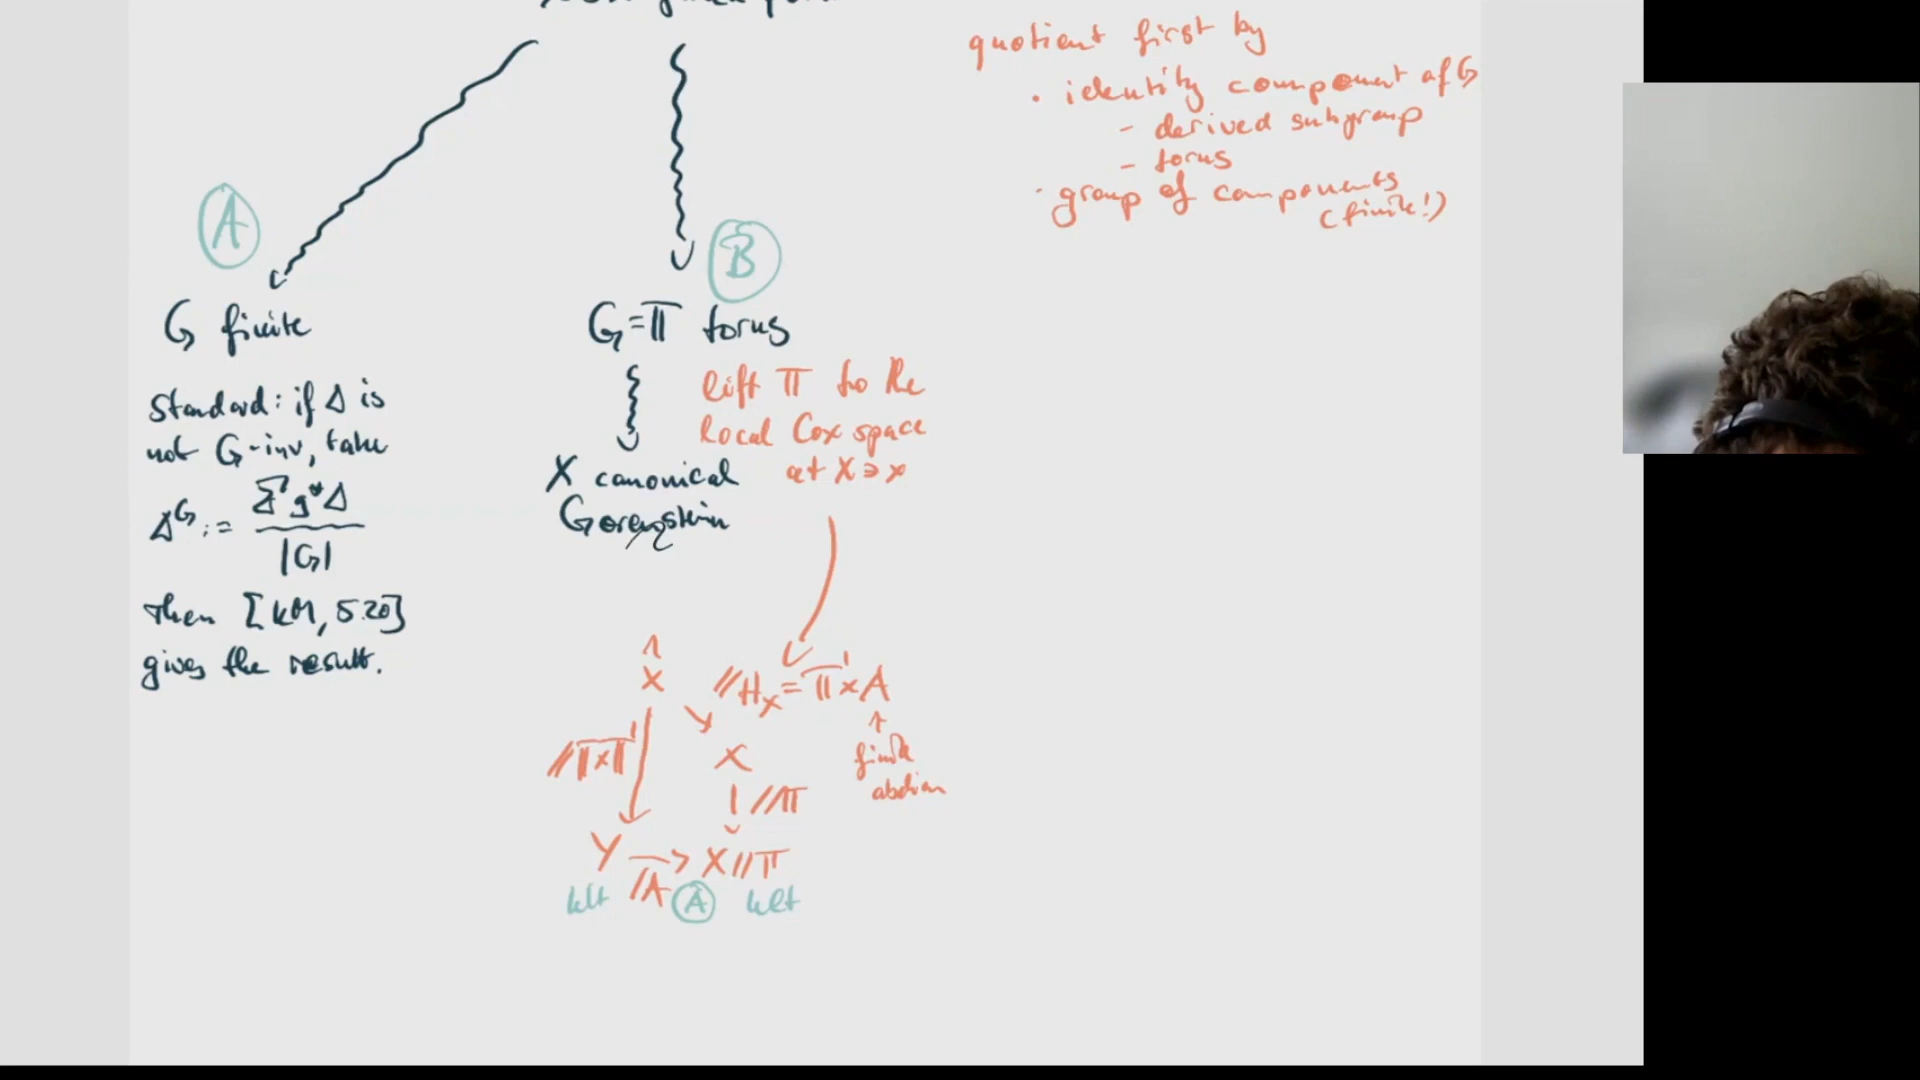 quotient first by
· identity component of G
- derived subgroup
- torus
· group of components
(finite!)
A
G finite
Standard: if Δ is
not G-inv, take
Δ^G := Σ g*Δ / |G|
then [KM, 5.20]
gives the result.
B
G = 𝕋 torus
lift 𝕋 to the
local Cox space
at X ∋ x
X canonical
Gorenstein
X̂ //H_X = 𝕋' × A
↑
finite
abelian
//𝕋×𝕋'
X
//𝕋
Y → X//𝕋
/A
klt A klt